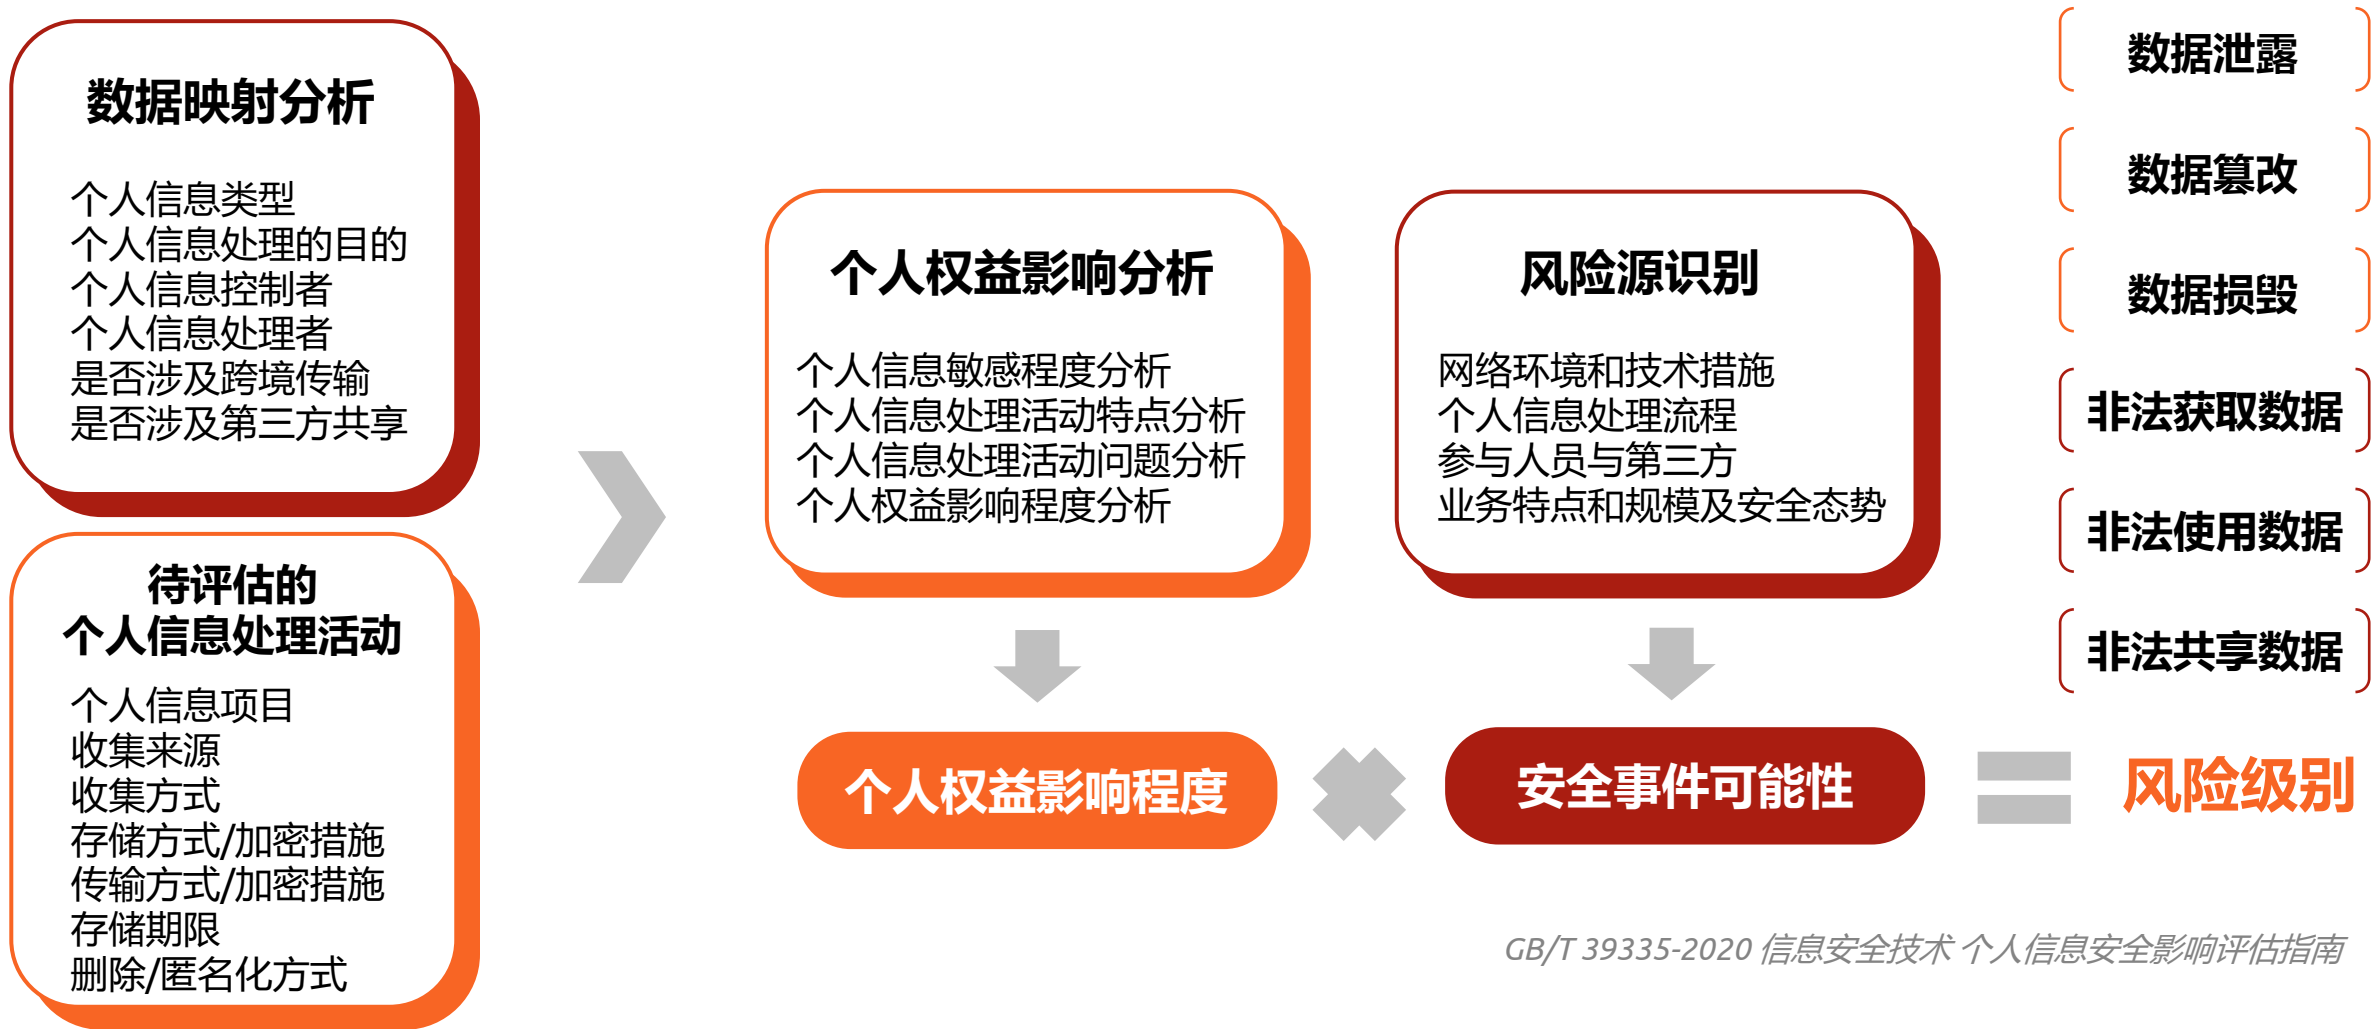 数据映射分析
个人信息类型
个人信息处理的目的
个人信息控制者
个人信息处理者
是否涉及跨境传输
是否涉及第三方共享
待评估的
个人信息处理活动
个人信息项目
收集来源
收集方式
存储方式/加密措施
传输方式/加密措施
存储期限
删除/匿名化方式
个人权益影响分析
个人信息敏感程度分析
个人信息处理活动特点分析
个人信息处理活动问题分析
个人权益影响程度分析
个人权益影响程度
风险源识别
网络环境和技术措施
个人信息处理流程
参与人员与第三方
业务特点和规模及安全态势
安全事件可能性
数据泄露
数据篡改
数据损毁
非法获取数据
非法使用数据
非法共享数据
风险级别
GB/T 39335-2020 信息安全技术 个人信息安全影响评估指南